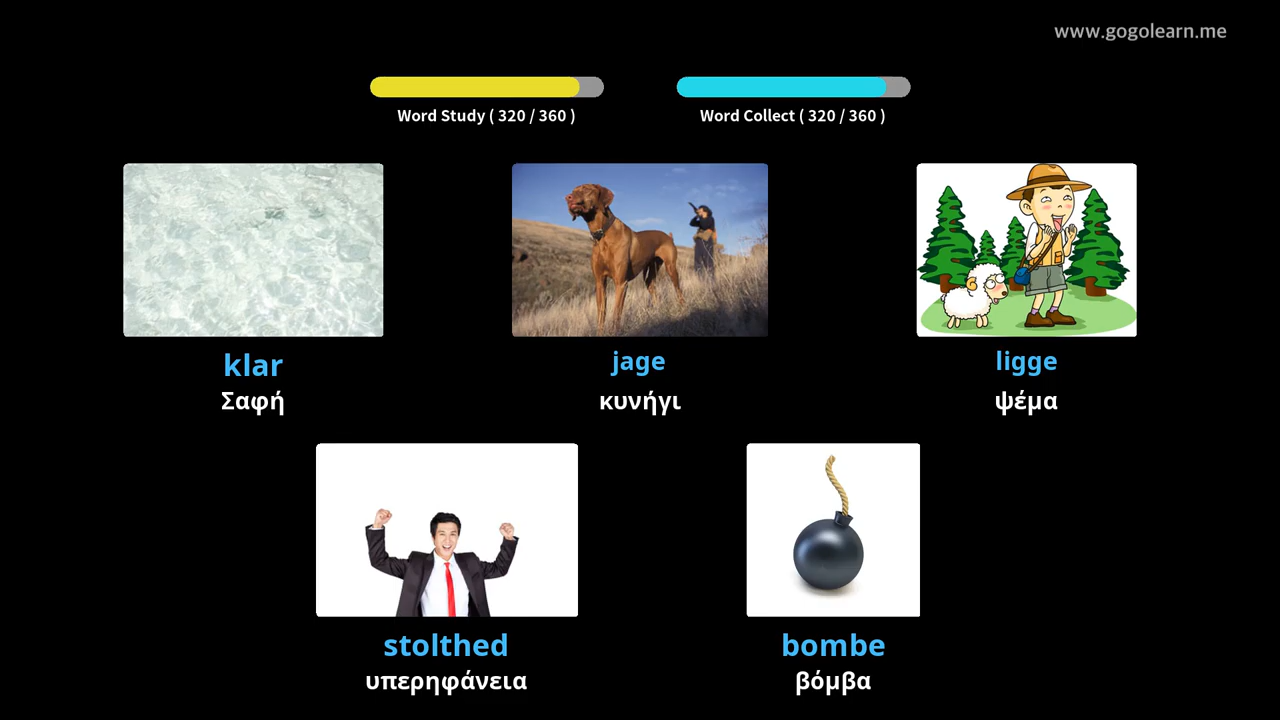 www.gogolearn.me
Word Study ( 320 / 360 )
Word Collect ( 320 / 360 )
klar
Σαφή
jage
κυνήγι
ligge
ψέμα
stolthed
υπερηφάνεια
bombe
βόμβα